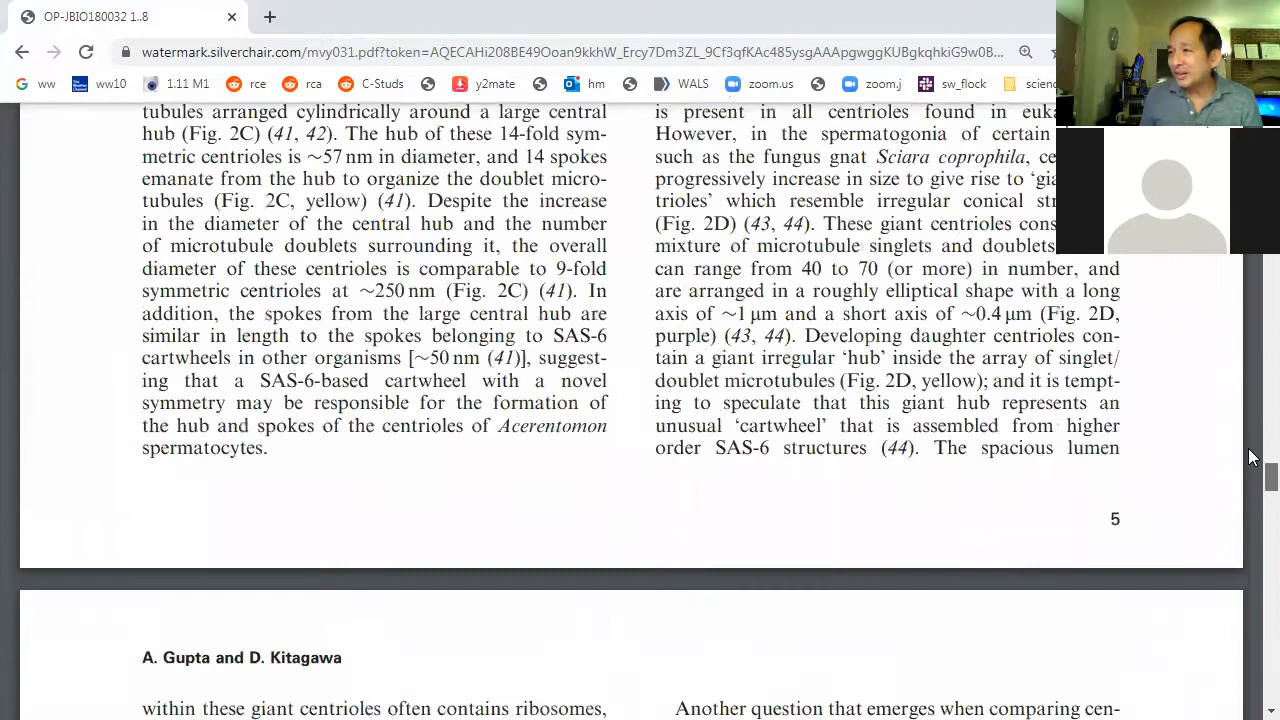 OP-JBIO180032 1..8
watermark.silverchair.com/mvy031.pdf?token=
ww
ww10
1.11 M1
rce
rca
C-Studs
y2mate
hm
WALS
zoom.us
zoom.j
sw_flock
scien
tubules arranged cylindrically around a large central
hub (Fig. 2C) (41, 42). The hub of these 14-fold sym-
metric centrioles is ~57 nm in diameter, and 14 spokes
emanate from the hub to organize the doublet micro-
tubules (Fig. 2C, yellow) (41). Despite the increase
in the diameter of the central hub and the number
of microtubule doublets surrounding it, the overall
diameter of these centrioles is comparable to 9-fold
symmetric centrioles at ~250 nm (Fig. 2C) (41). In
addition, the spokes from the large central hub are
similar in length to the spokes belonging to SAS-6
cartwheels in other organisms [~50 nm (41)], suggest-
ing that a SAS-6-based cartwheel with a novel
symmetry may be responsible for the formation of
the hub and spokes of the centrioles of Acerentomon
spermatocytes.
is present in all centrioles found in euka
However, in the spermatogonia of certain
such as the fungus gnat Sciara coprophila, ce
progressively increase in size to give rise to ‘gia
trioles’ which resemble irregular conical str
(Fig. 2D) (43, 44). These giant centrioles cons
mixture of microtubule singlets and doublets
can range from 40 to 70 (or more) in number, and
are arranged in a roughly elliptical shape with a long
axis of ~1 μm and a short axis of ~0.4 μm (Fig. 2D,
purple) (43, 44). Developing daughter centrioles con-
tain a giant irregular ‘hub’ inside the array of singlet/
doublet microtubules (Fig. 2D, yellow); and it is tempt-
ing to speculate that this giant hub represents an
unusual ‘cartwheel’ that is assembled from higher
order SAS-6 structures (44). The spacious lumen
5
A. Gupta and D. Kitagawa
within these giant centrioles often contains ribosomes,
Another question that emerges when comparing cen-